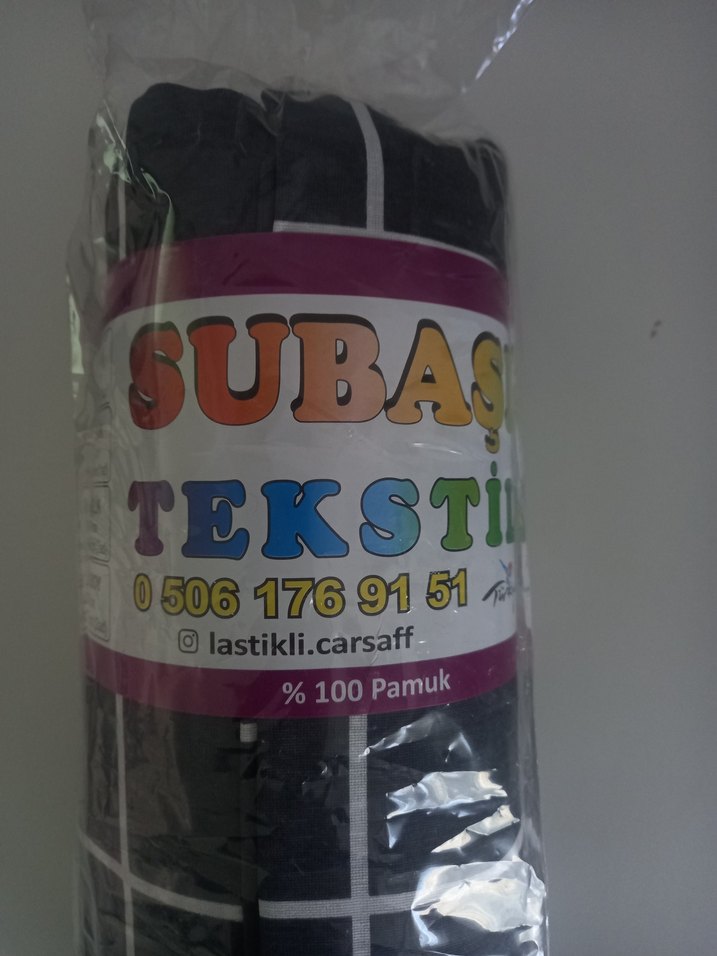 SUBAŞ
TEKSTİL
0 506 176 91 51
lastikli.carsaff
% 100 Pamuk